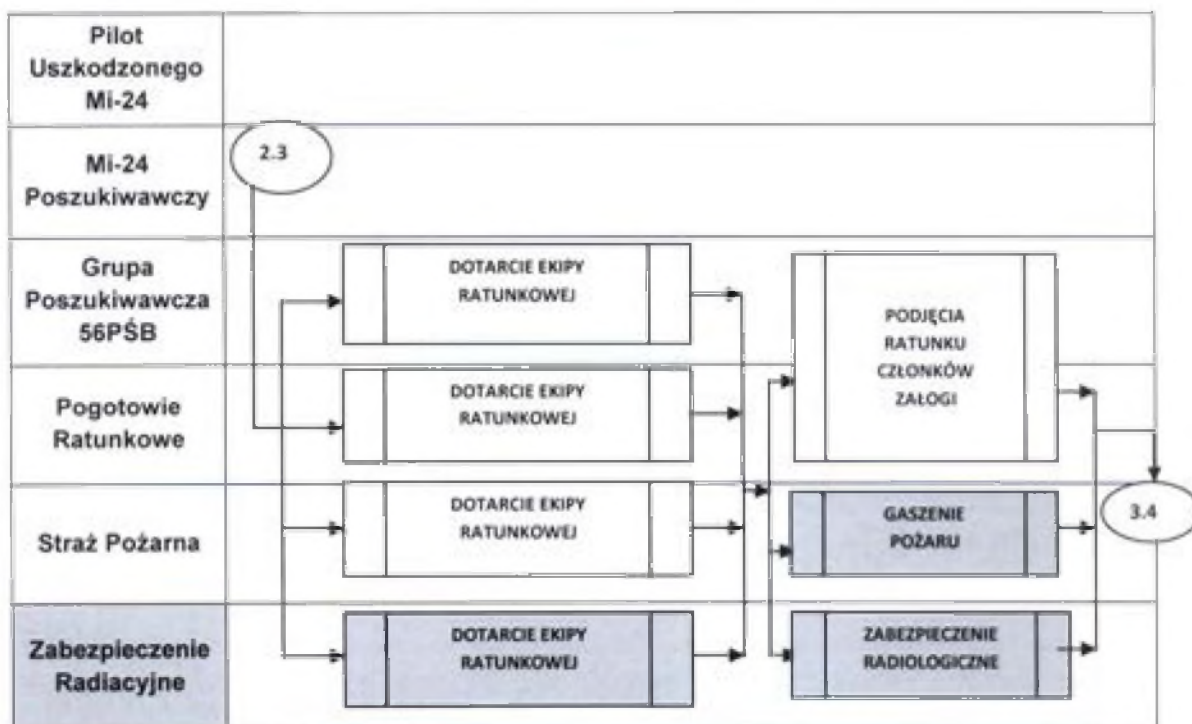 Pilot
Uszkodzonego
Mi-24
Mi-24
Poszukiwawczy
2.3
Grupa
Poszukiwawcza
56PŚB
DOTARCIE EKIPY
RATUNKOWEJ
PODJĘCIA
RATUNKU
CZŁONKÓW
ZAŁOGI
Pogotowie
Ratunkowe
DOTARCIE EKIPY
RATUNKOWEJ
Straż Pożarna
DOTARCIE EKIPY
RATUNKOWEJ
GASZENIE
POŻARU
3.4
Zabezpieczenie
Radiacyjne
DOTARCIE EKIPY
RATUNKOWEJ
ZABEZPIECZENIE
RADIOLOGICZNE